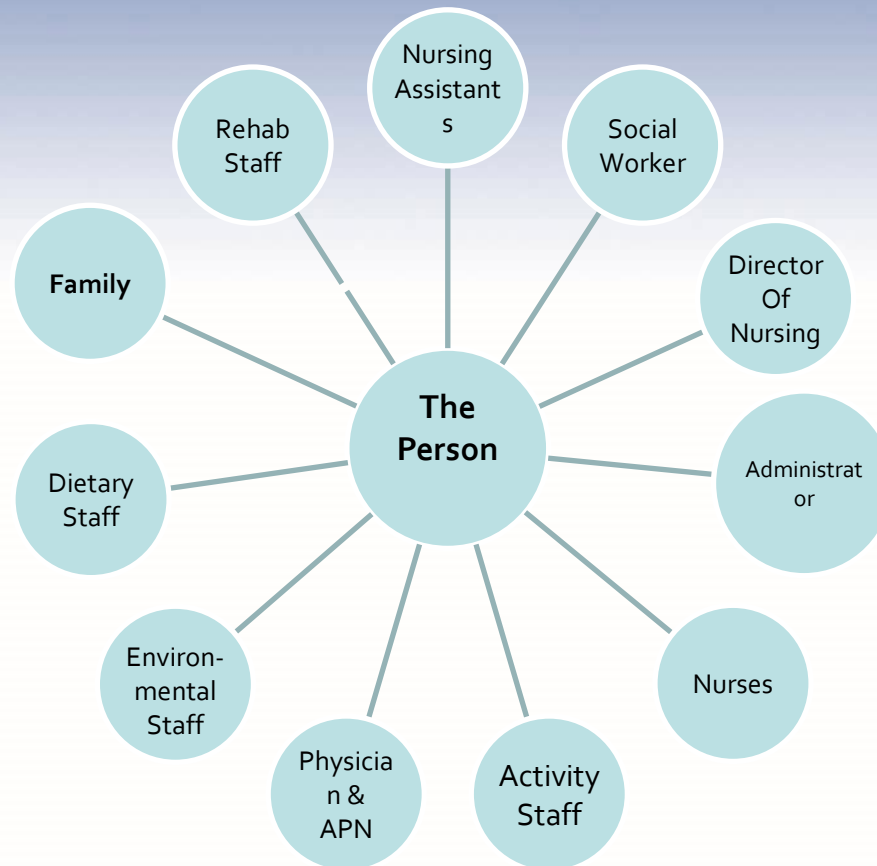 Nursing
Assistant
s
Social
Worker
Director
Of
Nursing
Administrat
or
Nurses
Activity
Staff
Physicia
n &
APN
Environ-
mental
Staff
Dietary
Staff
Family
Rehab
Staff
The
Person